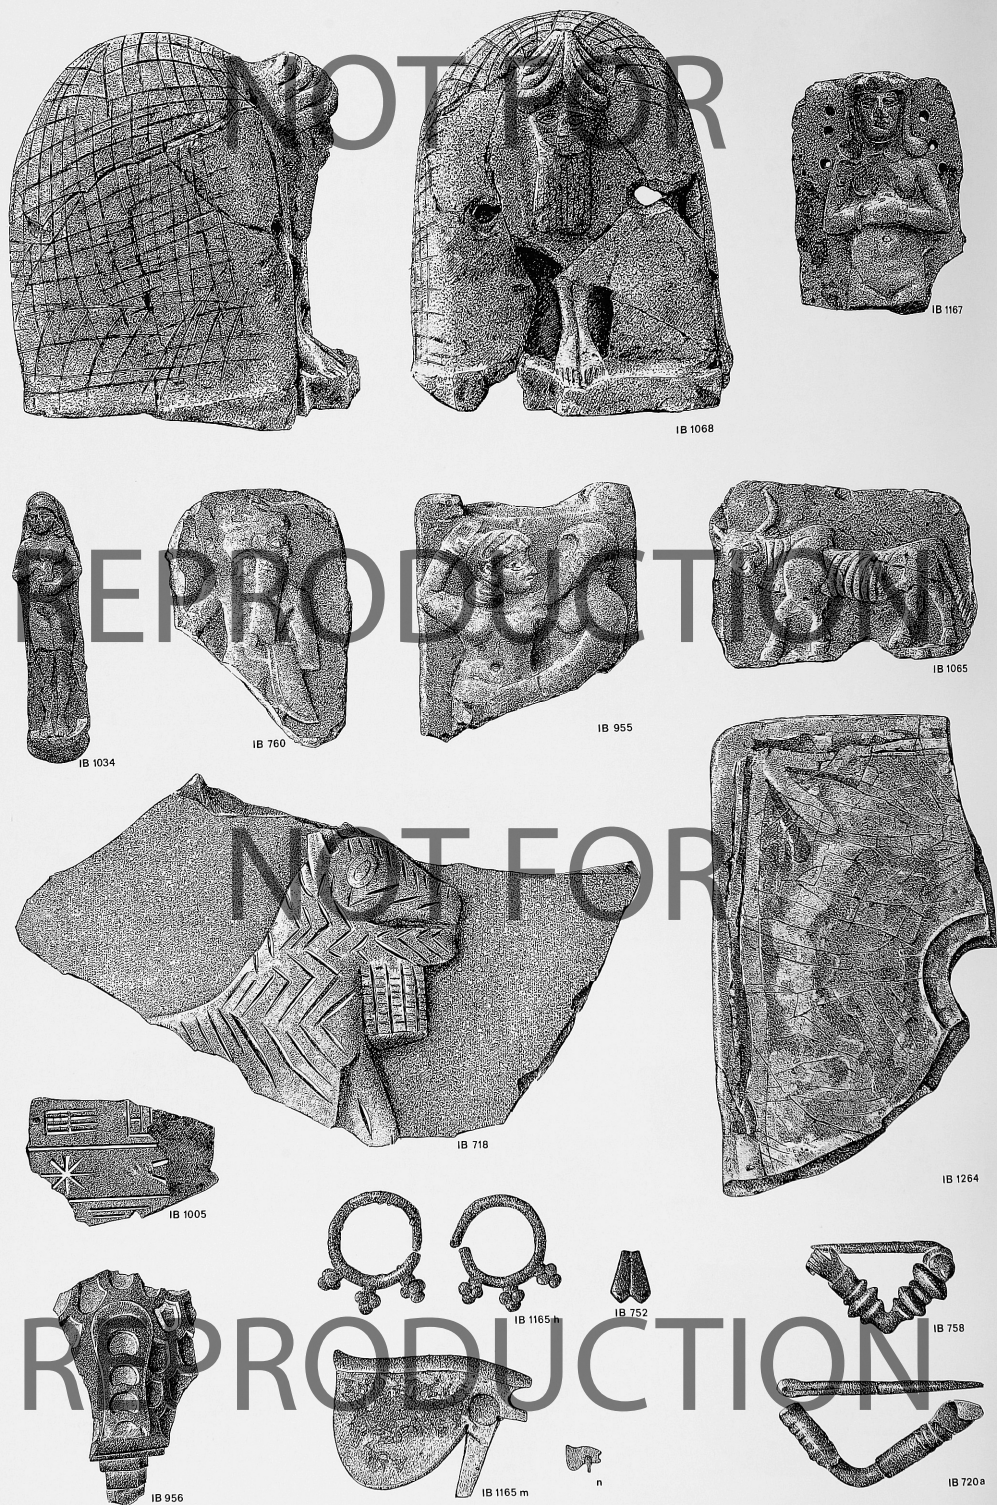 NOT FOR
IB 1167
IB 1068
REPRODUCTION
IB 1065
IB 955
IB 760
IB 1034
NOT FOR
IB 718
IB 1264
IB 1005
IB 1165 h
IB 752
IB 758
REPRODUCTION
IB 720a
n
IB 1165 m
IB 956